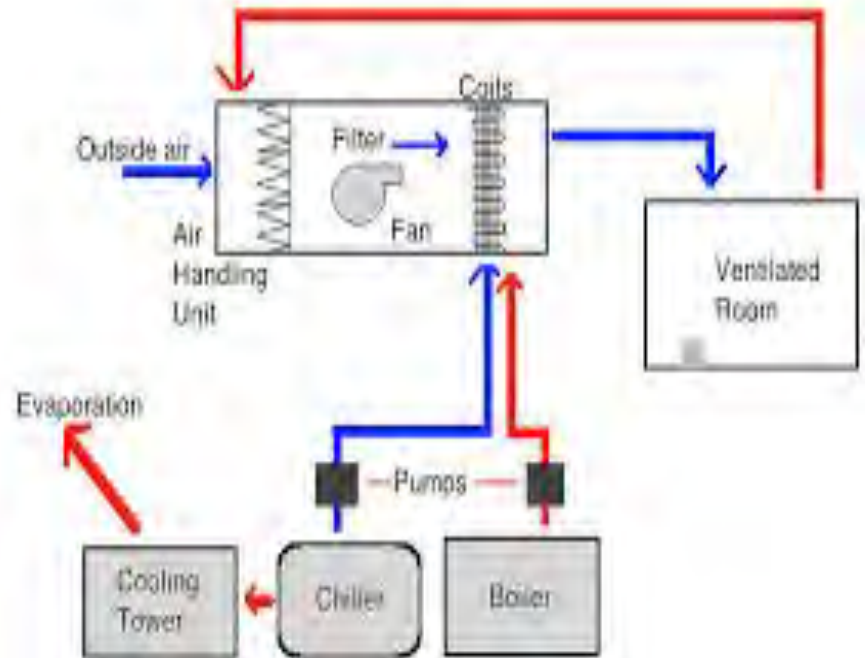 Coils
Outside air
Filter
Fan
Air
Handling
Unit
Ventilated
Room
Evaporation
Pumps
Cooling
Tower
Chiller
Boiler